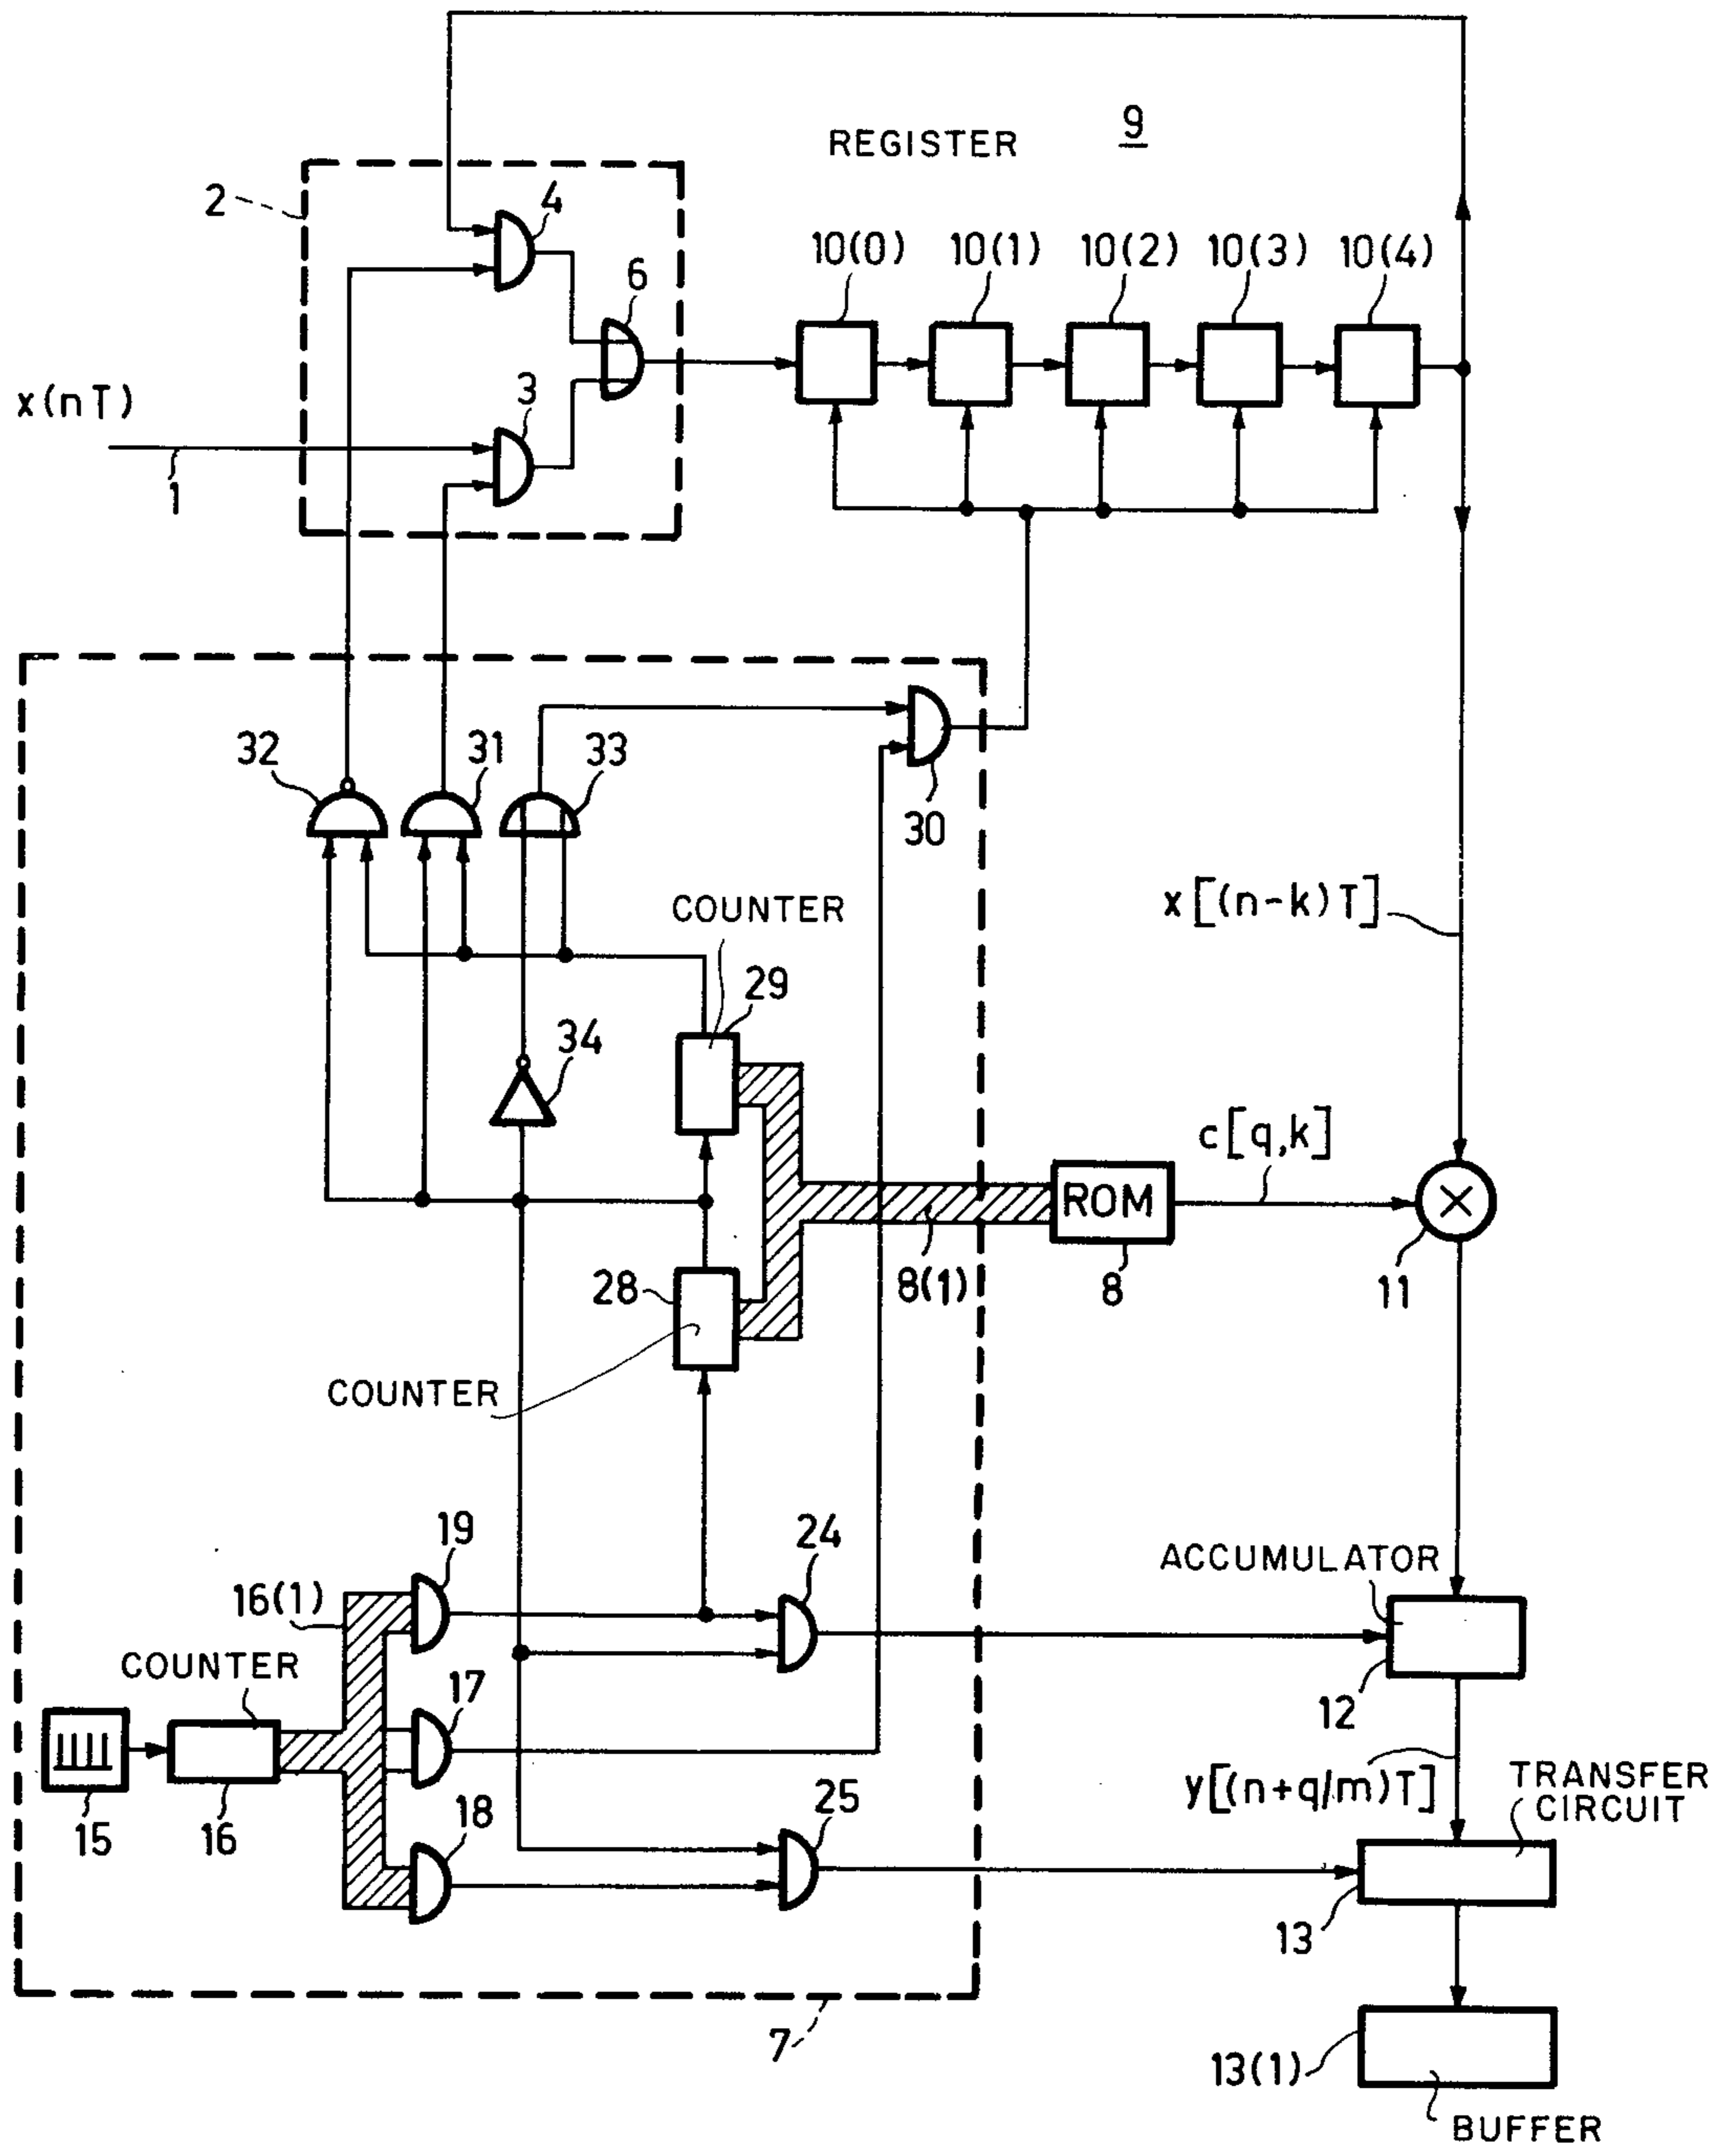 REGISTER 9
2
4
10(0) 10(1) 10(2) 10(3) 10(4)
6
x(nT)
3
1
32 31 33
30
COUNTER
x[(n-k)T]
29
34
c[q,k]
ROM
28
8(1) 8 11
COUNTER
19 24
ACCUMULATOR
16(1)
COUNTER
17
12
y[(n+q/m)T]
TRANSFER
CIRCUIT
15 16 18 25
13
7
13(1)
BUFFER